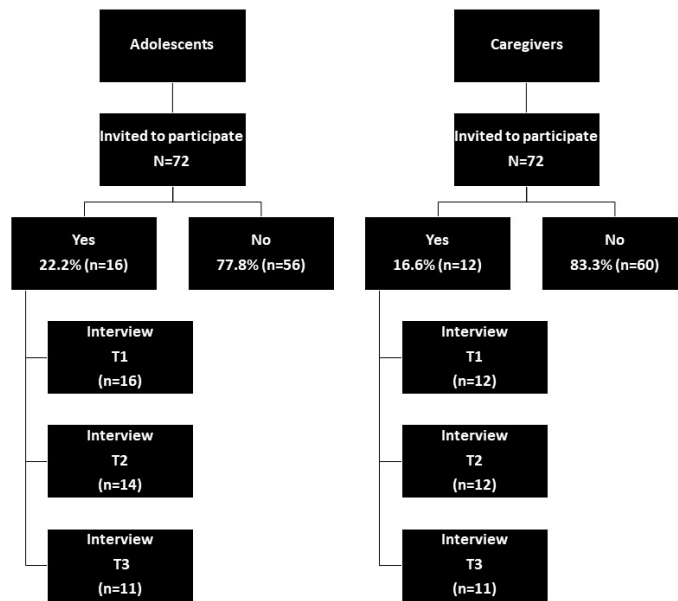 Adolescents
Invited to participate
N=72
Yes
22.2% (n=16)
No
77.8% (n=56)
Interview
T1
(n=16)
Interview
T2
(n=14)
Interview
T3
(n=11)
Caregivers
Invited to participate
N=72
Yes
16.6% (n=12)
No
83.3% (n=60)
Interview
T1
(n=12)
Interview
T2
(n=12)
Interview
T3
(n=11)